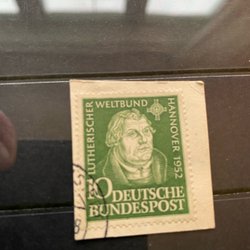 LUTHERISCHER
WELTBUND
HANNOVER 1952
10 DEUTSCHE
BUNDESPOST